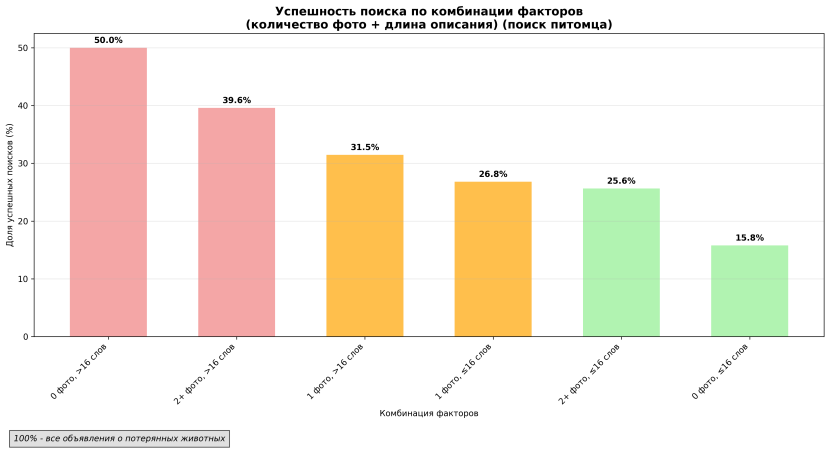 Успешность поиска по комбинации факторов
(количество фото + длина описания) (поиск питомца)
Доля успешных поисков (%)
50
40
30
20
10
0
50.0%
39.6%
31.5%
26.8%
25.6%
15.8%
0 фото, >16 слов
2+ фото, >16 слов
1 фото, >16 слов
1 фото, ≤16 слов
2+ фото, ≤16 слов
0 фото, ≤16 слов
Комбинация факторов
100% - все объявления о потерянных животных